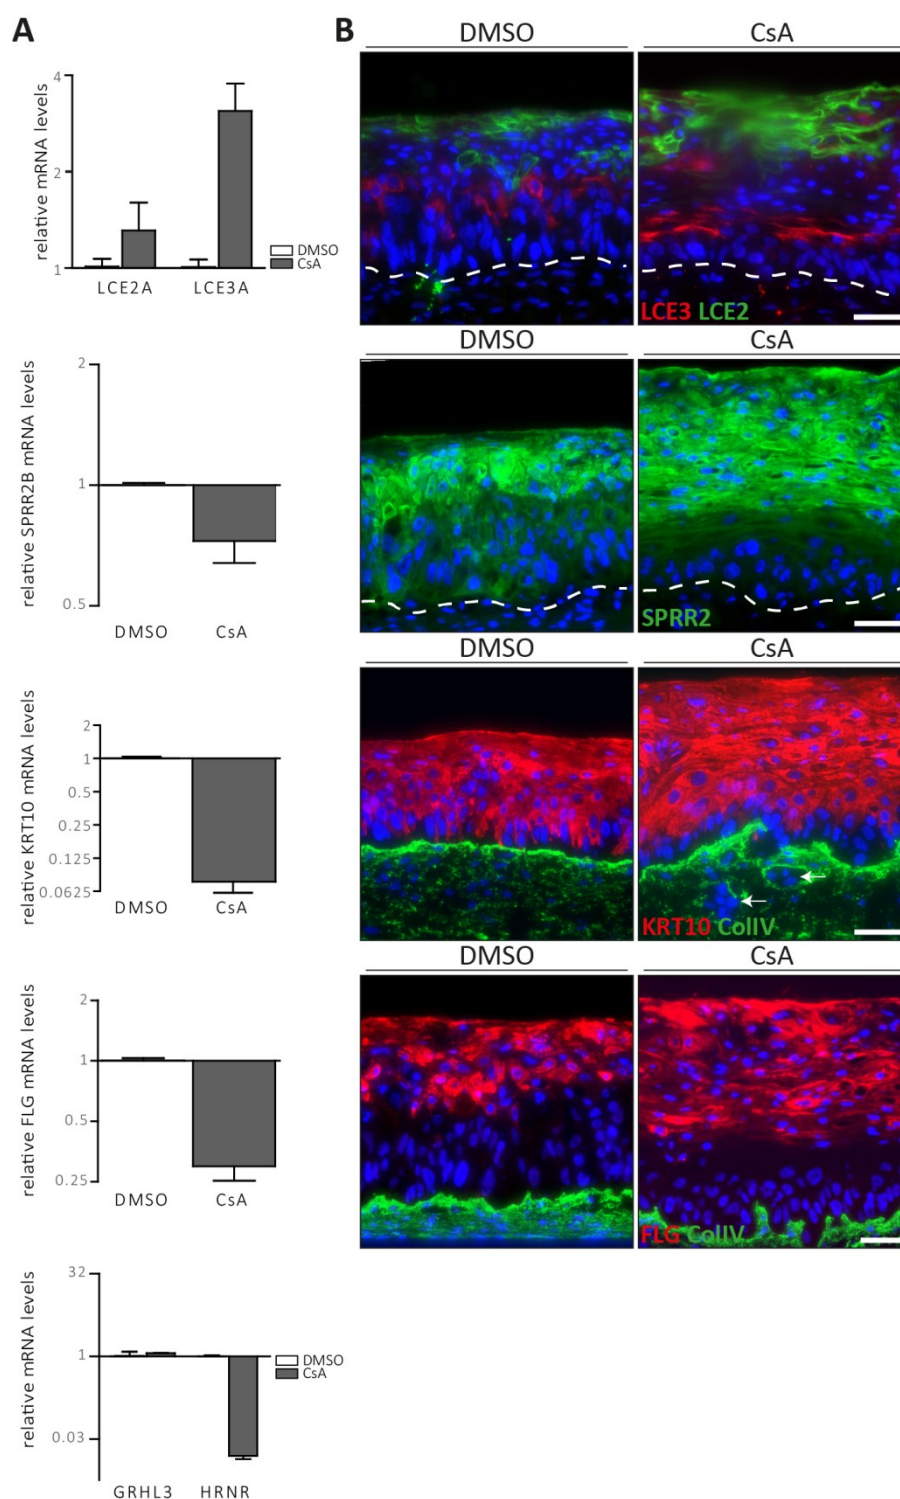 A
relative mRNA levels
4
2
1
LCE2A LCE3A
DMSO
CsA
relative SPRR2B mRNA levels
2
1
0.5
DMSO CsA
relative KRT10 mRNA levels
2
1
0.5
0.25
0.125
0.0625
DMSO CsA
relative FLG mRNA levels
2
1
0.5
0.25
DMSO CsA
relative mRNA levels
32
1
0.03
GRHL3 HRNR
DMSO
CsA
B
DMSO CsA
LCE3 LCE2
DMSO CsA
SPRR2
DMSO CsA
KRT10 ColIV
DMSO CsA
FLG ColIV